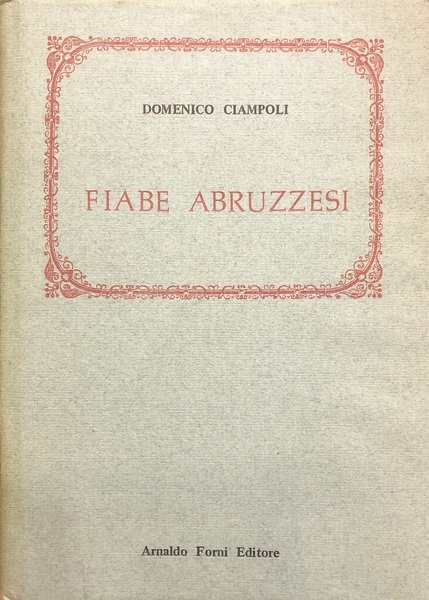 DOMENICO CIAMPOLI
FIABE ABRUZZESI
Arnaldo Forni Editore